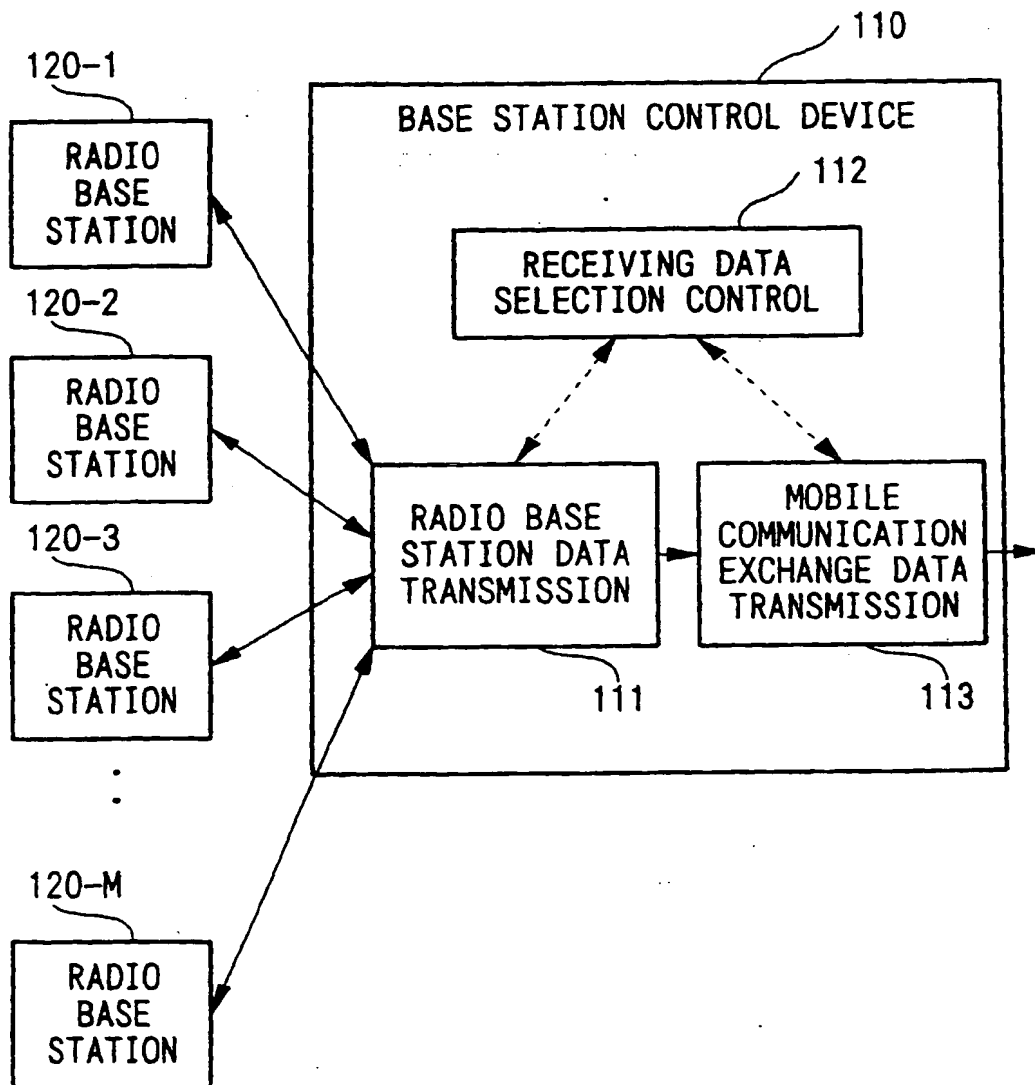 110
120-1
BASE STATION CONTROL DEVICE
RADIO
BASE
STATION
112
RECEIVING DATA
SELECTION CONTROL
120-2
RADIO
BASE
STATION
RADIO BASE
STATION DATA
TRANSMISSION
MOBILE
COMMUNICATION
EXCHANGE DATA
TRANSMISSION
120-3
RADIO
BASE
STATION
111
113
120-M
RADIO
BASE
STATION